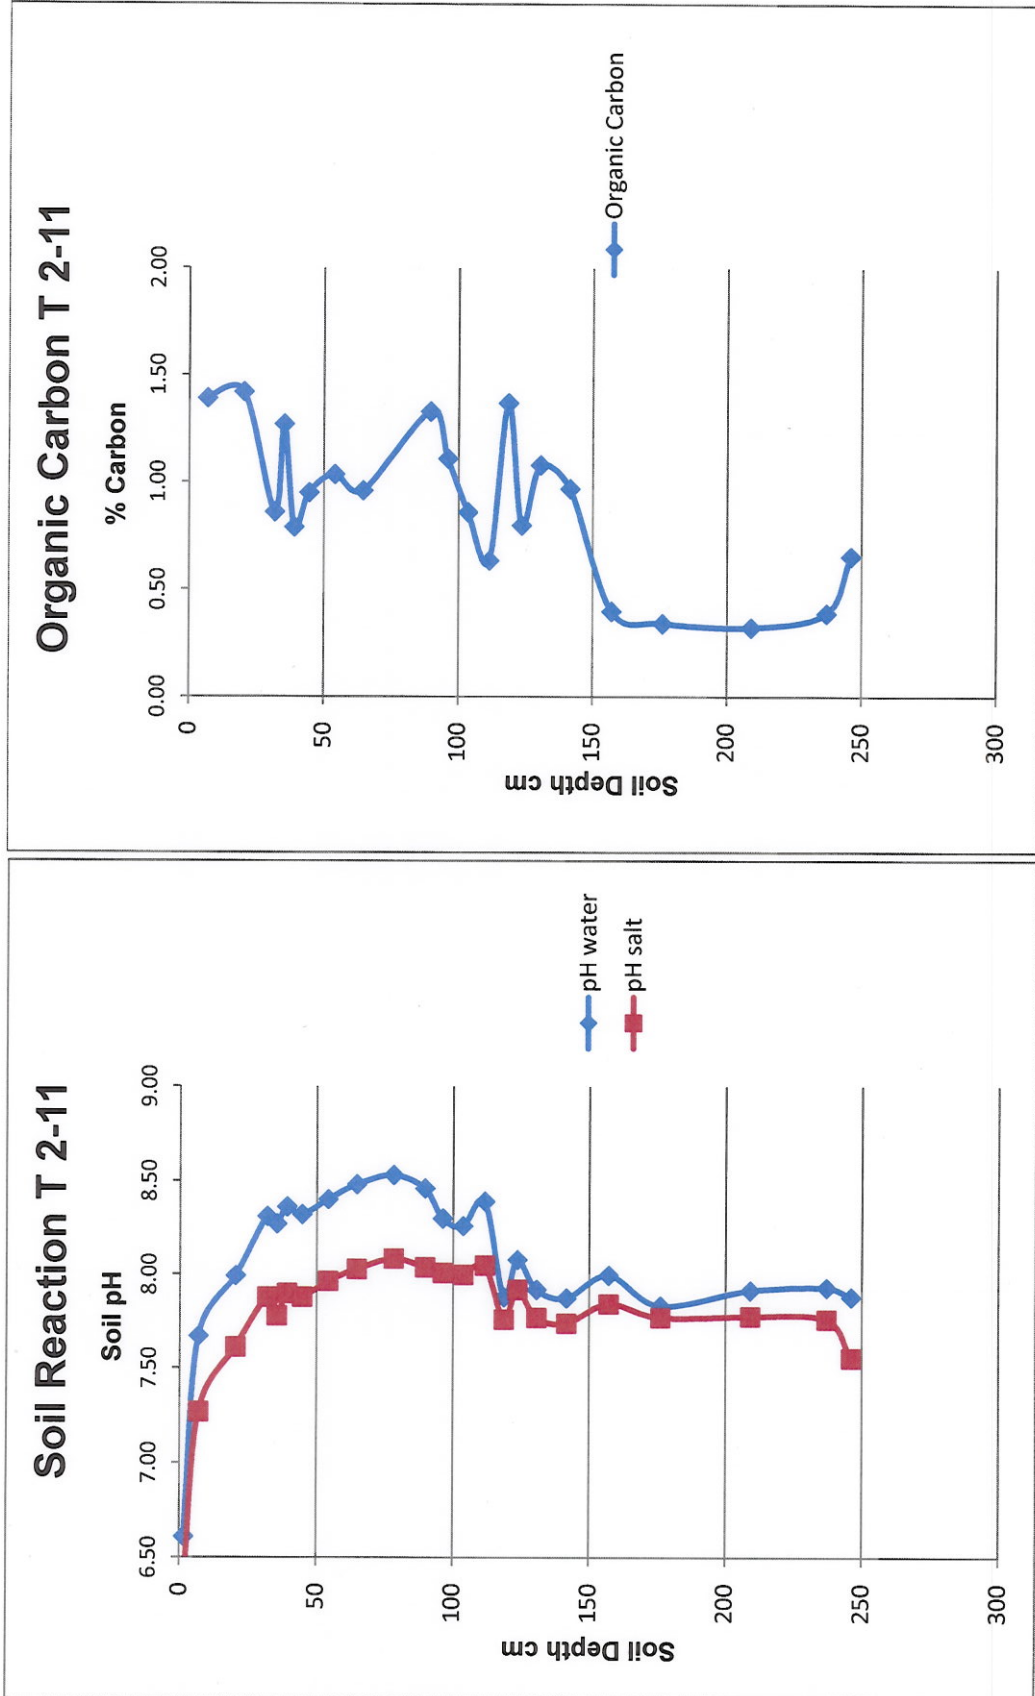 Soil Reaction T 2-11
Soil pH
6.50 7.00 7.50 8.00 8.50 9.00
0
50
100
150
200
250
300
Soil Depth cm
pH water
pH salt
Organic Carbon T 2-11
% Carbon
0.00 0.50 1.00 1.50 2.00
0
50
100
150
200
250
300
Soil Depth cm
Organic Carbon